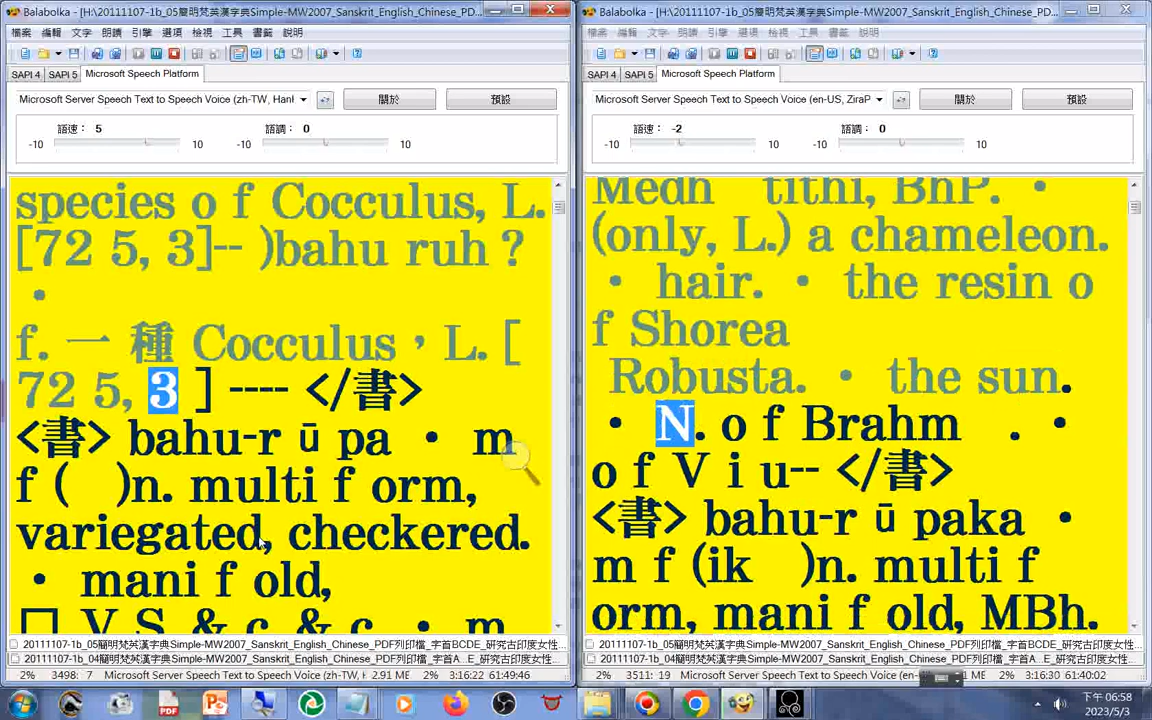 Balabolka - [H:\20111107-1b_05簡明梵英漢字典Simple-MW2007_Sanskrit_English_Chinese_PD...
檔案 編輯 文字 朗讀 引擎 選項 檢視 工具 書籤 說明
SAPI 4 SAPI 5 Microsoft Speech Platform
Microsoft Server Speech Text to Speech Voice (zh-TW, HanI
關於
預設
語速： 5
語調： 0
-10 10 -10 10
species o f Cocculus, L.
[72 5, 3]-- )bahu ruh ?
•
f. 一 種 Cocculus，L. [
72 5, 3 ] ---- </書>
<書> bahu-r ū pa • m
f ( )n. multi f orm,
variegated, checkered.
• mani f old,
□ V S. & c. & c. • m
20111107-1b_05簡明梵英漢字典Simple-MW2007_Sanskrit_English_Chinese_PDF列印檔_字首BCDE_研究古印度女性...
20111107-1b_04簡明梵英漢字典Simple-MW2007_Sanskrit_English_Chinese_PDF列印檔_字首A...E_研究古印度女性...
2% 3498: 7 Microsoft Server Speech Text to Speech Voice (zh-TW, H 2.91 ME 2% 3:16:22 61:49:46
Balabolka - [H:\20111107-1b_05簡明梵英漢字典Simple-MW2007_Sanskrit_English_Chinese_PD...
檔案 編輯 文字 朗讀 引擎 選項 檢視 工具 書籤 說明
SAPI 4 SAPI 5 Microsoft Speech Platform
Microsoft Server Speech Text to Speech Voice (en-US, ZiraP
關於
預設
語速： -2
語調： 0
-10 10 -10 10
Medh tithi, BhP. •
(only, L.) a chameleon.
• hair. • the resin o
f Shorea
Robusta. • the sun.
• N. o f Brahm . •
o f V i u-- </書>
<書> bahu-r ū paka •
m f (ik )n. multi f
orm, mani f old, MBh.
20111107-1b_05簡明梵英漢字典Simple-MW2007_Sanskrit_English_Chinese_PDF列印檔_字首BCDE_研究古印度女性...
20111107-1b_04簡明梵英漢字典Simple-MW2007_Sanskrit_English_Chinese_PDF列印檔_字首A...E_研究古印度女性...
2% 3511: 19 Microsoft Server Speech Text to Speech Voice (en-US ME 2% 3:16:30 61:40:02
PDF
下午 06:58
2023/5/3